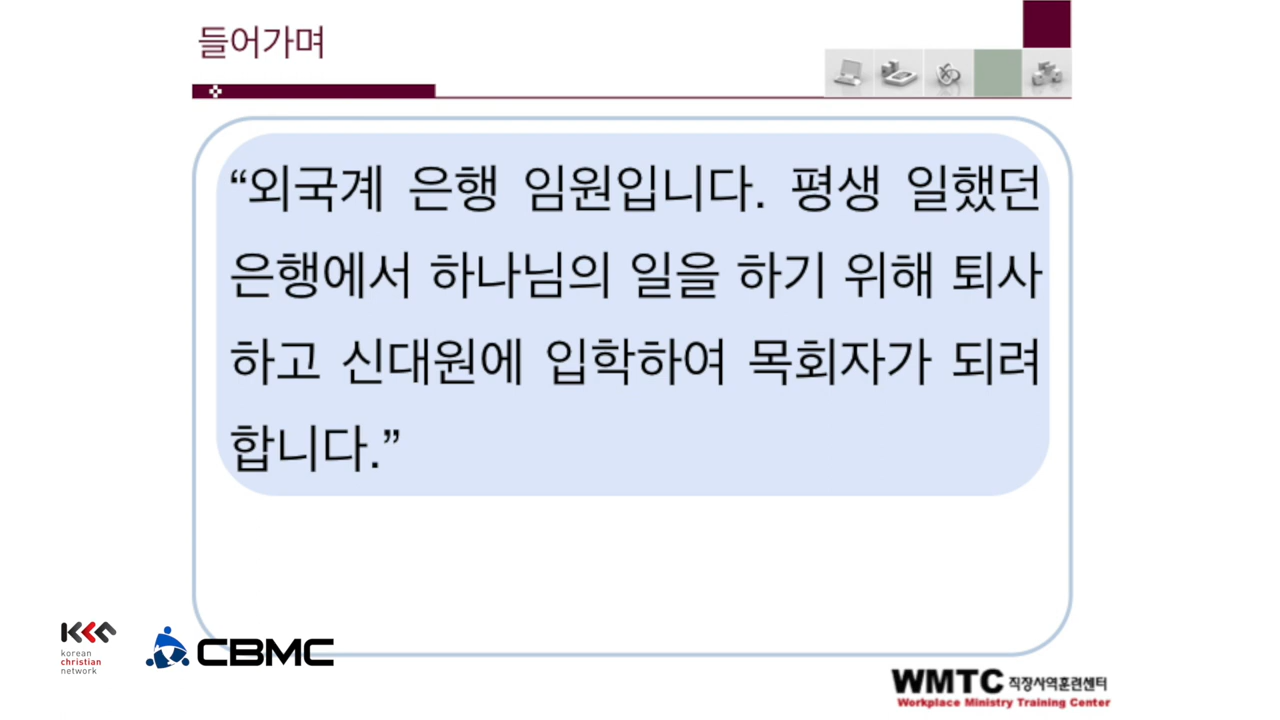 들어가며
“외국계 은행 임원입니다. 평생 일했던
은행에서 하나님의 일을 하기 위해 퇴사
하고 신대원에 입학하여 목회자가 되려
합니다.”
KCN
korean
christian
network
CBMC
WMTC 직장사역훈련센터
Workplace Ministry Training Center